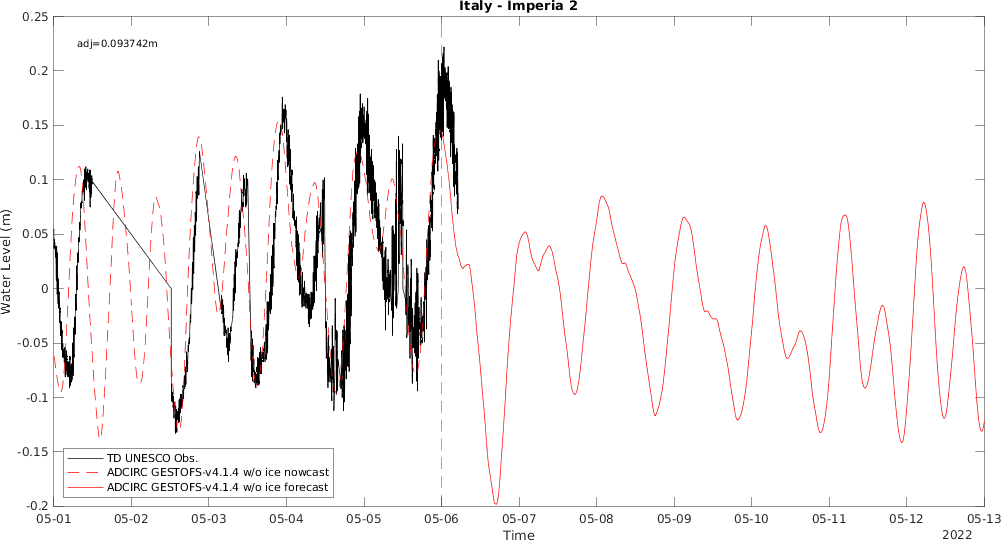 Italy - Imperia 2
adj=0.093742m
0.25
0.2
0.15
0.1
0.05
0
-0.05
-0.1
-0.15
-0.2
Water Level (m)
TD UNESCO Obs.
ADCIRC GESTOFS-v4.1.4 w/o ice nowcast
ADCIRC GESTOFS-v4.1.4 w/o ice forecast
05-01 05-02 05-03 05-04 05-05 05-06 05-07 05-08 05-09 05-10 05-11 05-12 05-13
Time
2022